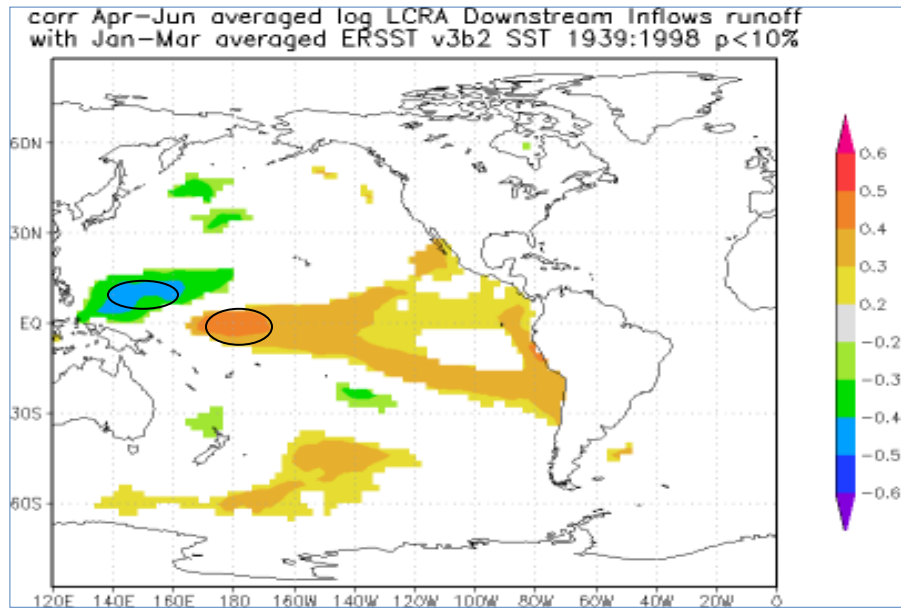 corr Apr-Jun averaged log LCRA Downstream Inflows runoff
with Jan-Mar averaged ERSST v3b2 SST 1939:1998 p<10%
60N
30N
EQ
30S
60S
120E 140E 160E 180 160W 140W 120W 100W 80W 60W 40W 20W 0
0.6
0.5
0.4
0.3
0.2
-0.2
-0.3
-0.4
-0.5
-0.6